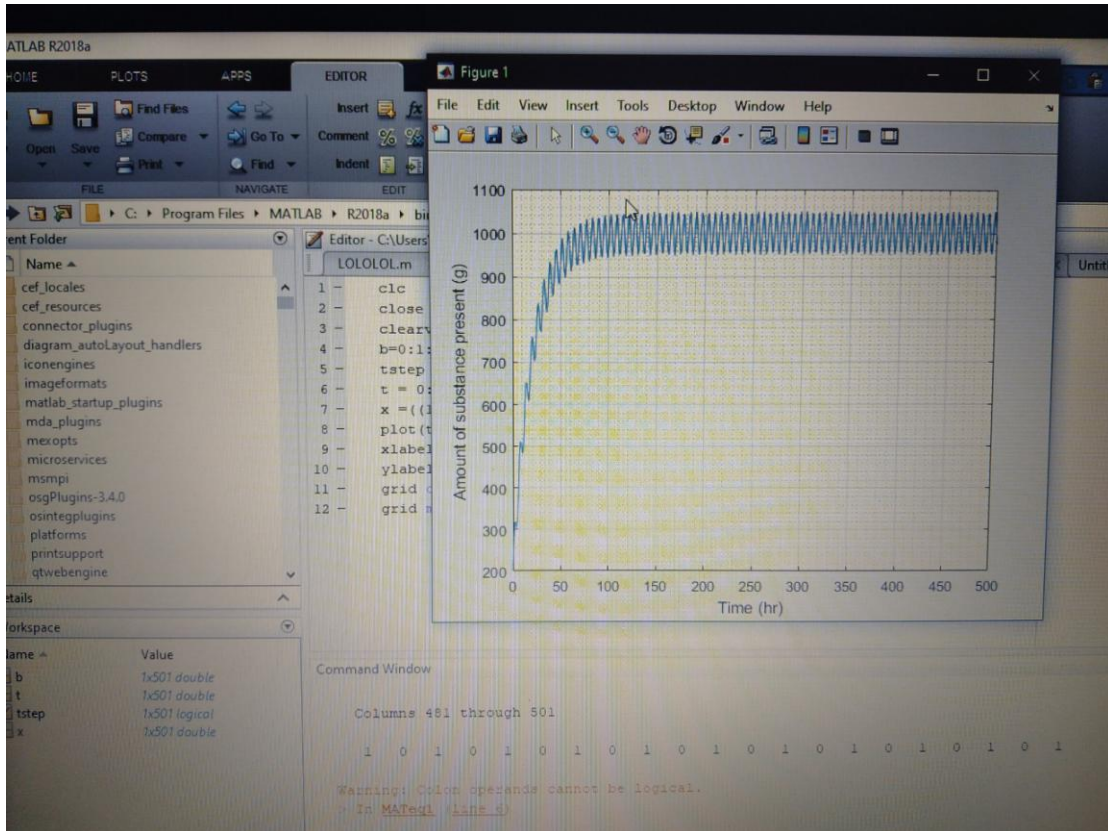 ATLAB R2018a
HOME PLOTS APPS EDITOR
Open Save
Find Files
Compare
Print
Go To
Find
Insert fx
Comment
Indent
FILE NAVIGATE EDIT
C: Program Files MATLAB R2018a
Name
cef_locales
cef_resources
connector_plugins
diagram_autoLayout_handlers
iconengines
imageformats
matlab_startup_plugins
mda_plugins
mexopts
microservices
msmpi
osgPlugins-3.4.0
osintegplugins
platforms
printsupport
qtwebengine
etails
orkspace
Name Value
b 1x501 double
t 1x501 double
tstep 1x501 logical
x 1x501 double
Editor - C:\Users
LOLOLOL.m
1 - clc
2 - close
3 - clearv
4 - b=0:1:
5 - tstep
6 - t = 0:
7 - x =((1
8 - plot(t
9 - xlabel
10 - ylabel
11 - grid
12 - grid
Figure 1
File Edit View Insert Tools Desktop Window Help
Amount of substance present (g)
1100
1000
900
800
700
600
500
400
300
200
0 50 100 150 200 250 300 350 400 450 500
Time (hr)
Untit
Command Window
Columns 481 through 501
1 0 1 0 1 0 1 0 1 0 1 0 1 0 1 0 1 0 1 0 1
Warning: Colon operands cannot be logical.
> In MATeq1 (line 6)